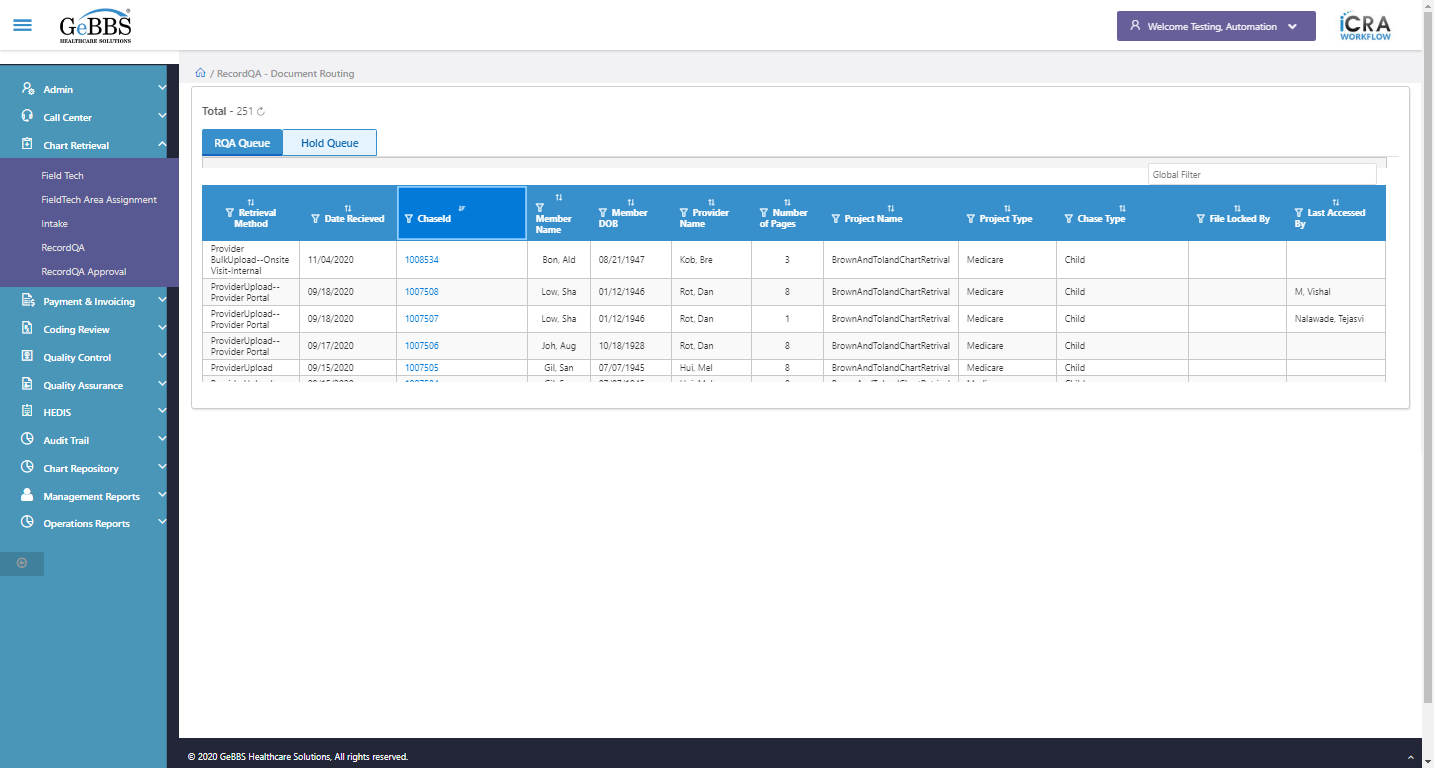 GeBBS
HEALTHCARE SOLUTIONS
Welcome Testing, Automation
iCRA
WORKFLOW
Admin
Call Center
Chart Retrieval
Field Tech
FieldTech Area Assignment
Intake
RecordQA
RecordQA Approval
Payment & Invoicing
Coding Review
Quality Control
Quality Assurance
HEDIS
Audit Trail
Chart Repository
Management Reports
Operations Reports
/ RecordQA - Document Routing
Total - 251
RQA Queue Hold Queue
Global Filter
Retrieval Method Date Recieved ChaseId Member Name Member DOB Provider Name Number of Pages Project Name Project Type Chase Type File Locked By Last Accessed By
Provider BulkUpload--Onsite Visit-Internal 11/04/2020 1008534 Bon, Ald 08/21/1947 Kob, Bre 3 BrownAndTolandChartRetrival Medicare Child
ProviderUpload--Provider Portal 09/18/2020 1007508 Low, Sha 01/12/1946 Rot, Dan 8 BrownAndTolandChartRetrival Medicare Child M, Vishal
ProviderUpload--Provider Portal 09/18/2020 1007507 Low, Sha 01/12/1946 Rot, Dan 1 BrownAndTolandChartRetrival Medicare Child Nalawade, Tejasvi
ProviderUpload--Provider Portal 09/17/2020 1007506 Joh, Aug 10/18/1928 Rot, Dan 8 BrownAndTolandChartRetrival Medicare Child
ProviderUpload 09/15/2020 1007505 Gil, San 07/07/1945 Hui, Mel 8 BrownAndTolandChartRetrival Medicare Child
© 2020 GeBBS Healthcare Solutions, All rights reserved.